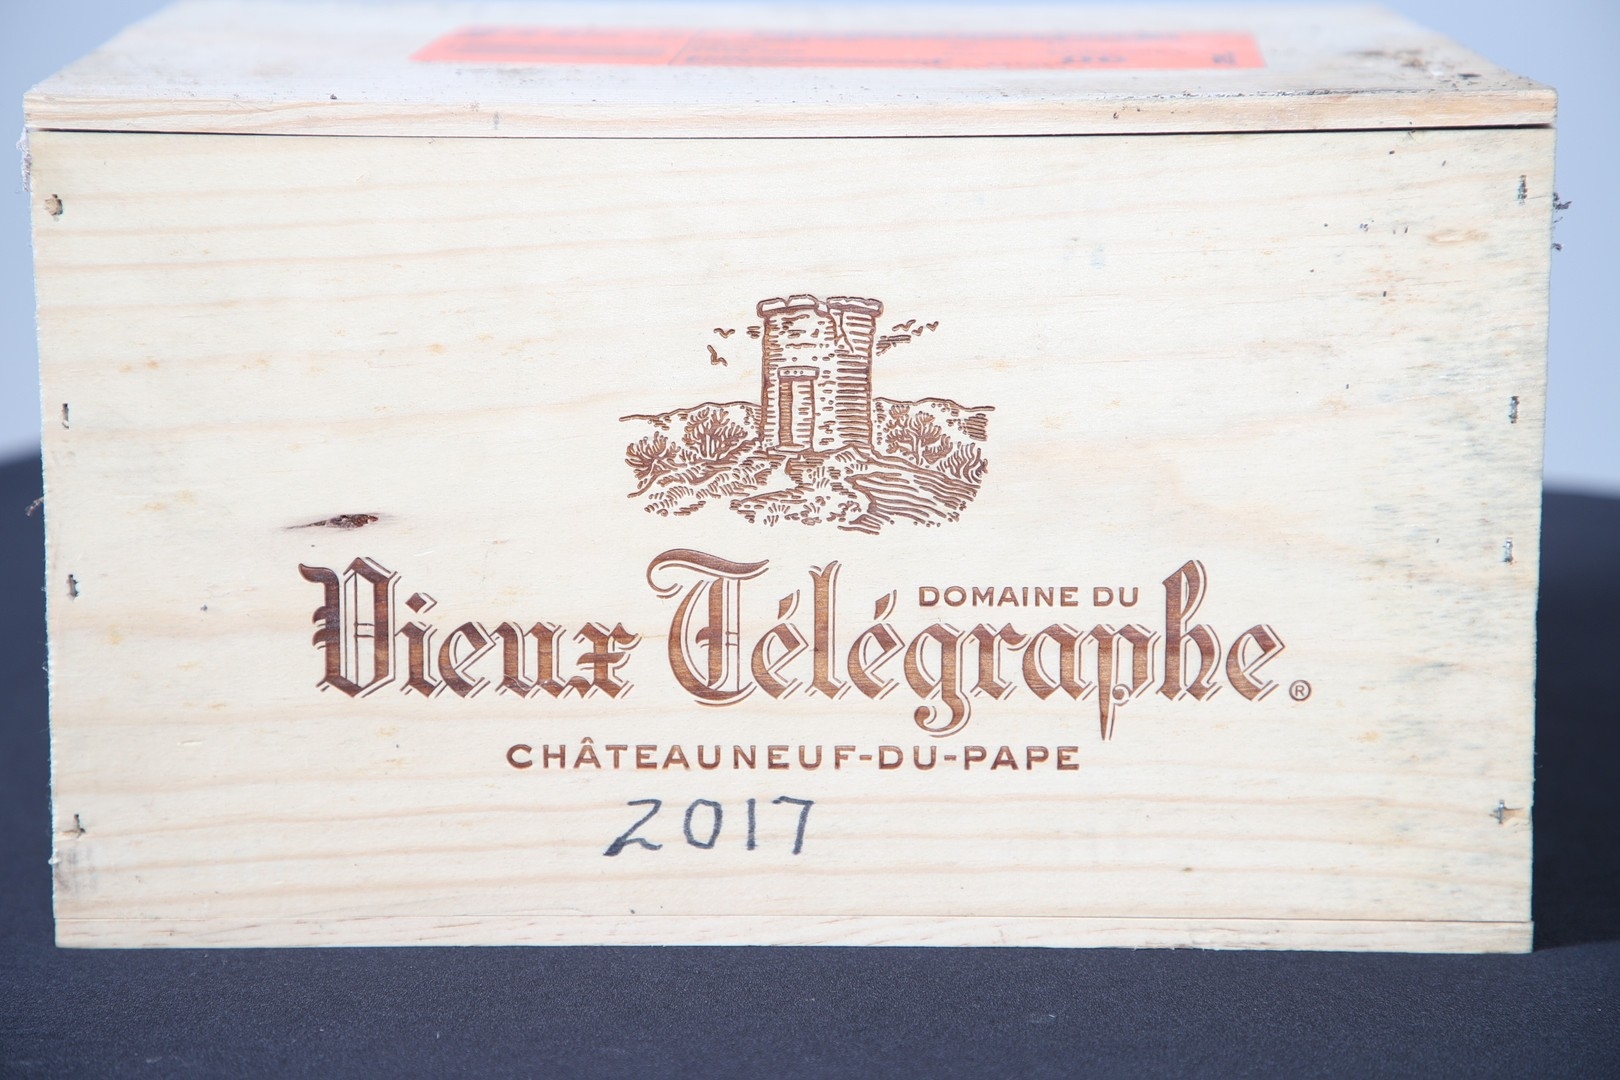 DOMAINE DU
Vieux Télégraphe®
CHÂTEAUNEUF-DU-PAPE
2017